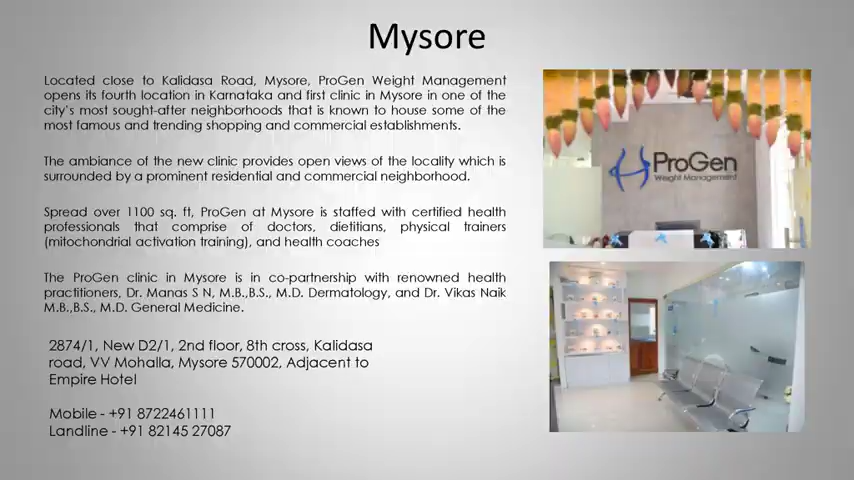 Mysore
Located close to Kalidasa Road, Mysore, ProGen Weight Management
opens its fourth location in Karnataka and first clinic in Mysore in one of the
city's most sought-after neighborhoods that is known to house some of the
most famous and trending shopping and commercial establishments.
The ambiance of the new clinic provides open views of the locality which is
surrounded by a prominent residential and commercial neighborhood.
Spread over 1100 sq. ft, ProGen at Mysore is staffed with certified health
professionals that comprise of doctors, dietitians, physical trainers
(mitochondrial activation training), and health coaches
The ProGen clinic in Mysore is in co-partnership with renowned health
practitioners, Dr. Manas S N, M.B.,B.S., M.D. Dermatology, and Dr. Vikas Naik
M.B.,B.S., M.D. General Medicine.
2874/1, New D2/1, 2nd floor, 8th cross, Kalidasa
road, VV Mohalla, Mysore 570002, Adjacent to
Empire Hotel
Mobile - +91 8722461111
Landline - +91 82145 27087
ProGen
Weight Management